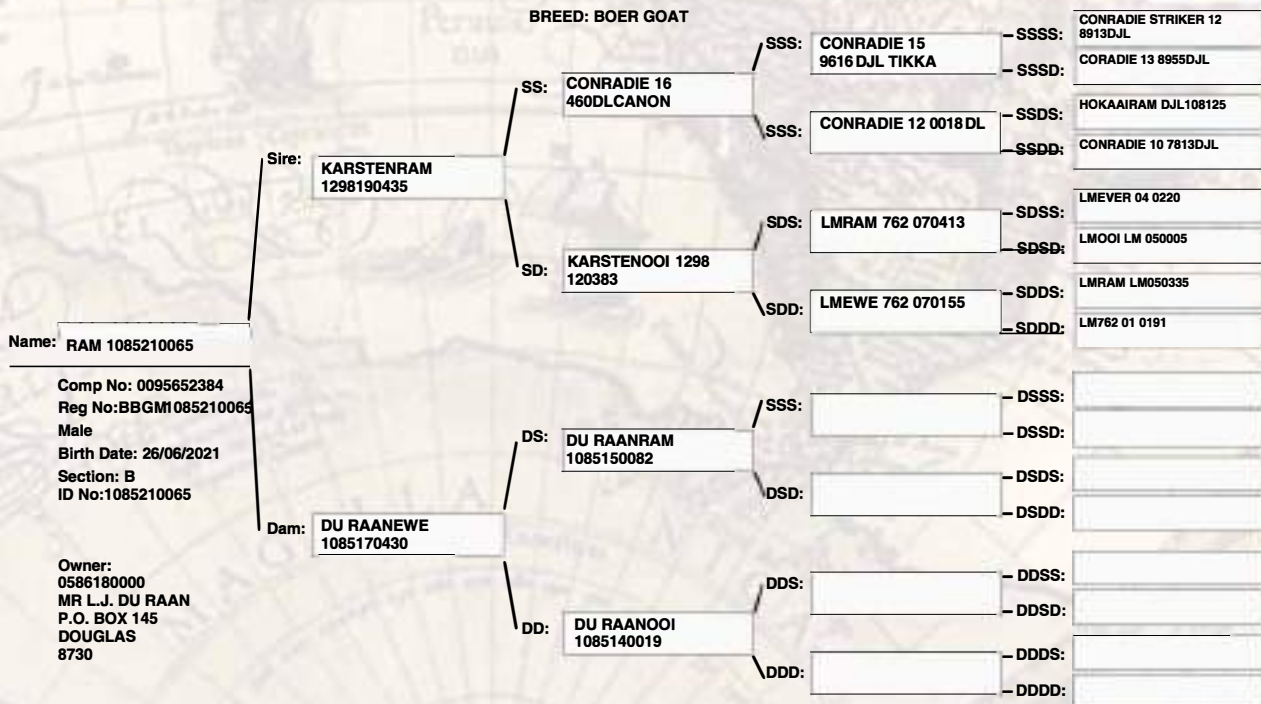 BREED: BOER GOAT
Name: RAM 1085210065
Comp No: 0095652384
Reg No:BBGM1085210065
Male
Birth Date: 26/06/2021
Section: B
ID No:1085210065
Owner:
0586180000
MR L.J. DU RAAN
P.O. BOX 145
DOUGLAS
8730
Sire: KARSTENRAM
1298190435
Dam: DU RAANEWE
1085170430
SS: CONRADIE 16
460DLCANON
SD: KARSTENOOI 1298
120383
DS: DU RAANRAM
1085150082
DD: DU RAANOOI
1085140019
SSS: CONRADIE 15
9616 DJL TIKKA
SSS: CONRADIE 12 0018 DL
SDS: LMRAM 762 070413
SDD: LMEWE 762 070155
SSS:
DSD:
DDS:
DDD:
SSSS: CONRADIE STRIKER 12
8913DJL
SSSD: CORADIE 13 8955DJL
SSDS: HOKAAIRAM DJL108125
SSDD: CONRADIE 10 7813DJL
SDSS: LMEVER 04 0220
SDSD: LMOOI LM 050005
SDDS: LMRAM LM050335
SDDD: LM762 01 0191
DSSS:
DSSD:
DSDS:
DSDD:
DDSS:
DDSD:
DDDS:
DDDD: